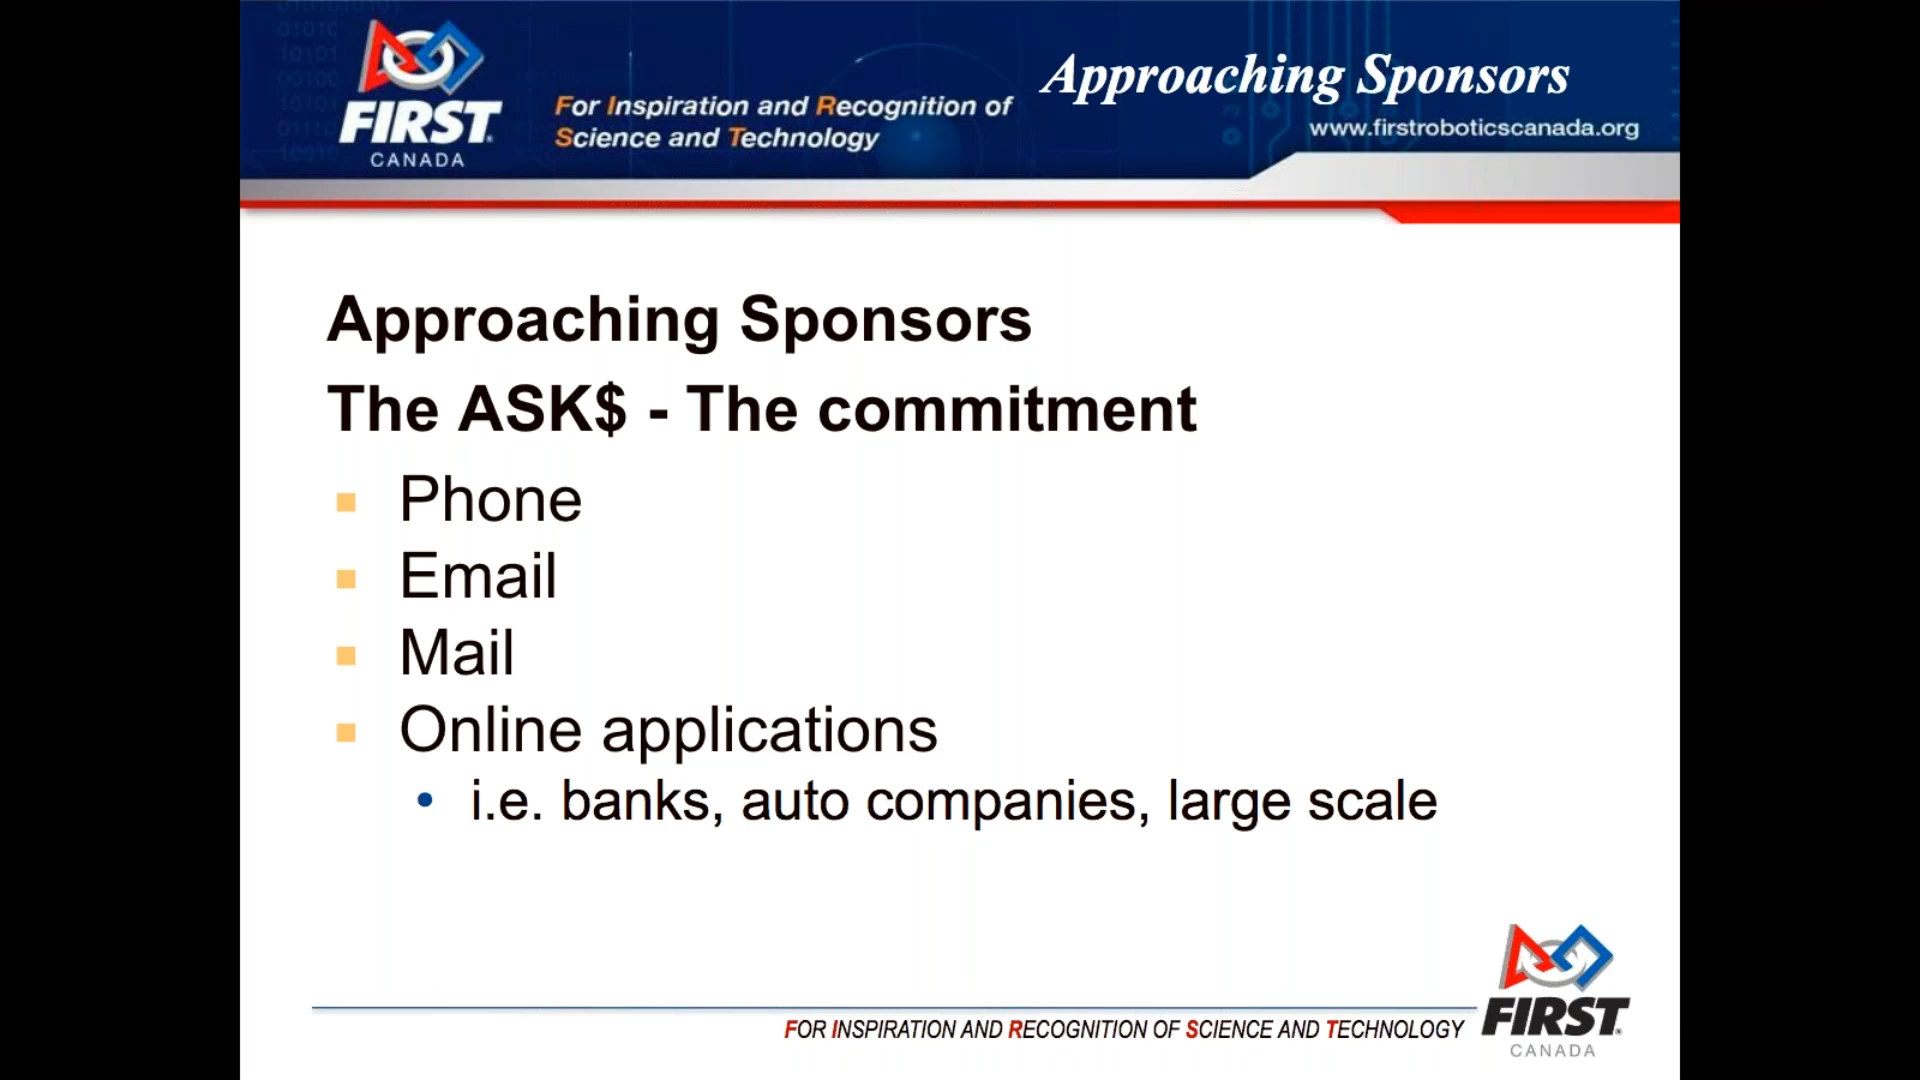 Approaching Sponsors
FIRST
CANADA
For Inspiration and Recognition of
Science and Technology
www.firstroboticscanada.org
Approaching Sponsors
The ASK$ - The commitment
Phone
Email
Mail
Online applications
i.e. banks, auto companies, large scale
FOR INSPIRATION AND RECOGNITION OF SCIENCE AND TECHNOLOGY
FIRST
CANADA